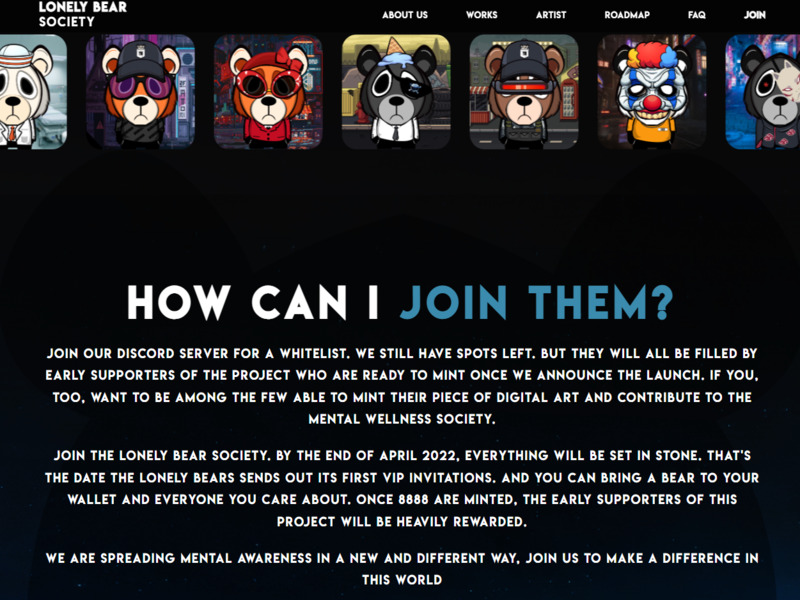 LONELY BEAR
SOCIETY
ABOUT US WORKS ARTIST ROADMAP FAQ JOIN
HOW CAN I JOIN THEM?
JOIN OUR DISCORD SERVER FOR A WHITELIST. WE STILL HAVE SPOTS LEFT. BUT THEY WILL ALL BE FILLED BY
EARLY SUPPORTERS OF THE PROJECT WHO ARE READY TO MINT ONCE WE ANNOUNCE THE LAUNCH. IF YOU,
TOO, WANT TO BE AMONG THE FEW ABLE TO MINT THEIR PIECE OF DIGITAL ART AND CONTRIBUTE TO THE
MENTAL WELLNESS SOCIETY.
JOIN THE LONELY BEAR SOCIETY. BY THE END OF APRIL 2022, EVERYTHING WILL BE SET IN STONE. THAT'S
THE DATE THE LONELY BEARS SENDS OUT ITS FIRST VIP INVITATIONS. AND YOU CAN BRING A BEAR TO YOUR
WALLET AND EVERYONE YOU CARE ABOUT. ONCE 8888 ARE MINTED, THE EARLY SUPPORTERS OF THIS
PROJECT WILL BE HEAVILY REWARDED.
WE ARE SPREADING MENTAL AWARENESS IN A NEW AND DIFFERENT WAY, JOIN US TO MAKE A DIFFERENCE IN
THIS WORLD